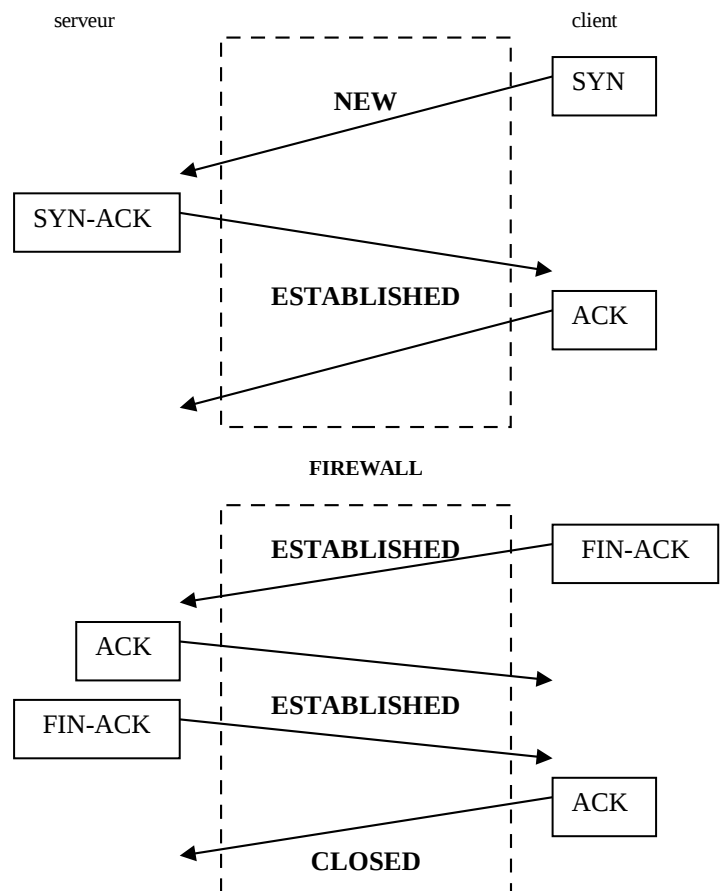 serveur
client
SYN
NEW
SYN-ACK
ESTABLISHED
ACK
FIREWALL
ESTABLISHED
FIN-ACK
ACK
ESTABLISHED
FIN-ACK
ACK
CLOSED